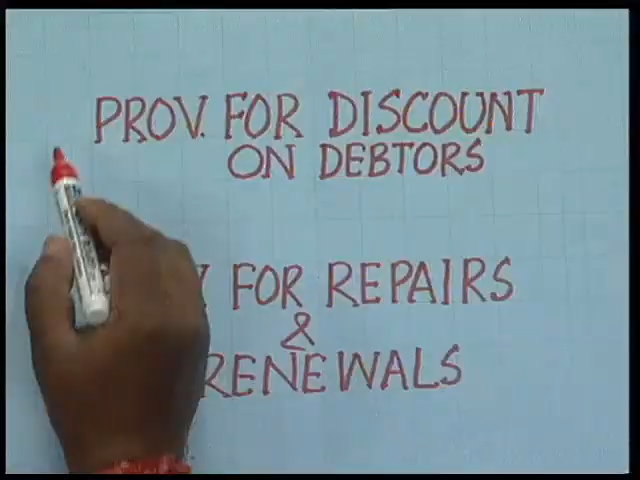 PROV. FOR DISCOUNT
ON DEBTORS
FOR REPAIRS
&
RENEWALS